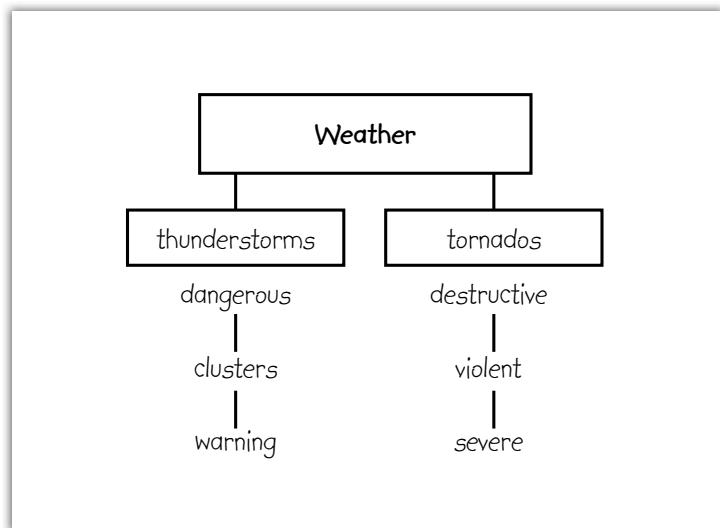 Weather
thunderstorms
tornados
dangerous
destructive
clusters
violent
warning
severe